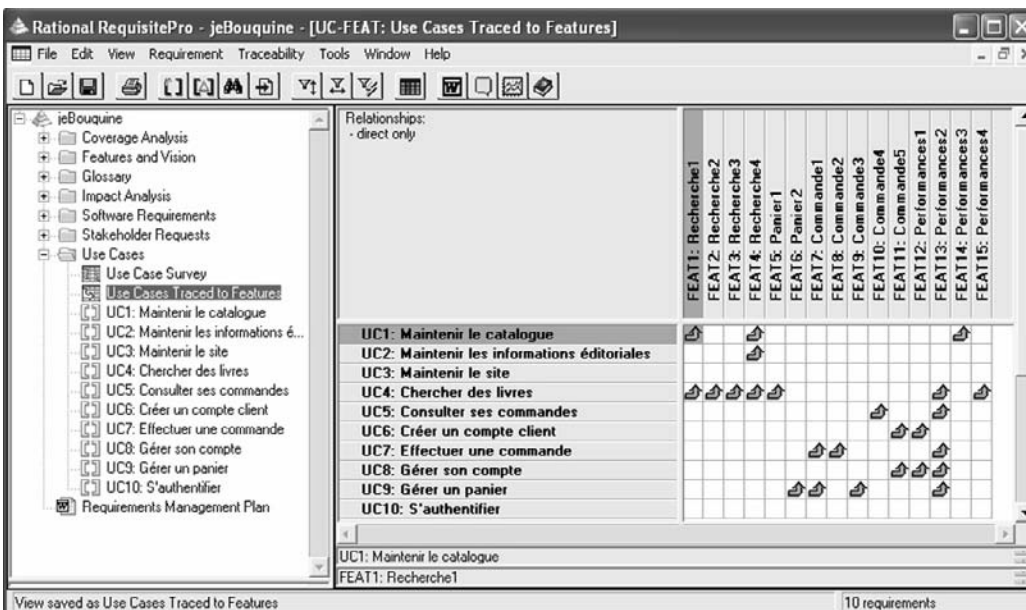 Rational RequisitePro - jeBouquine - [UC-FEAT: Use Cases Traced to Features]
File Edit View Requirement Traceability Tools Window Help
jeBouquine
Coverage Analysis
Features and Vision
Glossary
Impact Analysis
Software Requirements
Stakeholder Requests
Use Cases
Use Case Survey
Use Cases Traced to Features
UC1: Maintenir le catalogue
UC2: Maintenir les informations é...
UC3: Maintenir le site
UC4: Chercher des livres
UC5: Consulter ses commandes
UC6: Créer un compte client
UC7: Effectuer une commande
UC8: Gérer son compte
UC9: Gérer un panier
UC10: S'authentifier
Requirements Management Plan
Relationships:
- direct only
FEAT1: Recherche1
FEAT2: Recherche2
FEAT3: Recherche3
FEAT4: Recherche4
FEAT5: Panier1
FEAT6: Panier2
FEAT7: Commande1
FEAT8: Commande2
FEAT9: Commande3
FEAT10: Commande4
FEAT11: Commande5
FEAT12: Performances1
FEAT13: Performances2
FEAT14: Performances3
FEAT15: Performances4
UC1: Maintenir le catalogue
UC2: Maintenir les informations éditoriales
UC3: Maintenir le site
UC4: Chercher des livres
UC5: Consulter ses commandes
UC6: Créer un compte client
UC7: Effectuer une commande
UC8: Gérer son compte
UC9: Gérer un panier
UC10: S'authentifier
UC1: Maintenir le catalogue
FEAT1: Recherche1
View saved as Use Cases Traced to Features
10 requirements